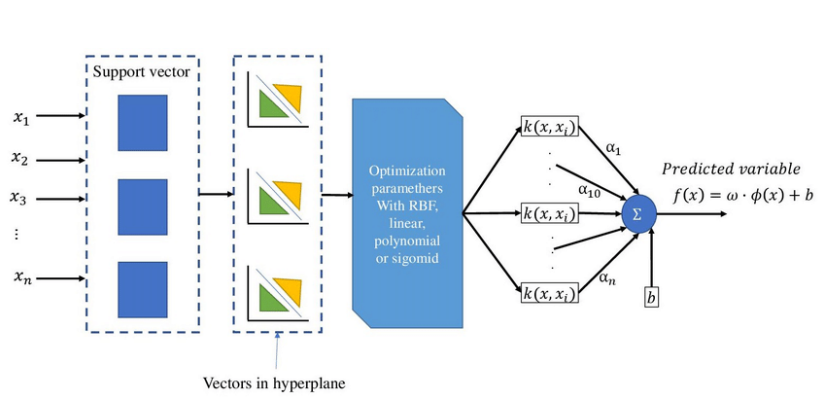 Support vector
x₁
x₂
x₃
⋮
xₙ
Vectors in hyperplane
Optimization
paramethers
With RBF,
linear,
polynomial
or sigomid
k(x, xᵢ)
k(x, xᵢ)
k(x, xᵢ)
α₁
α₁₀
αₙ
Σ
b
Predicted variable
f(x) = ω · ϕ(x) + b